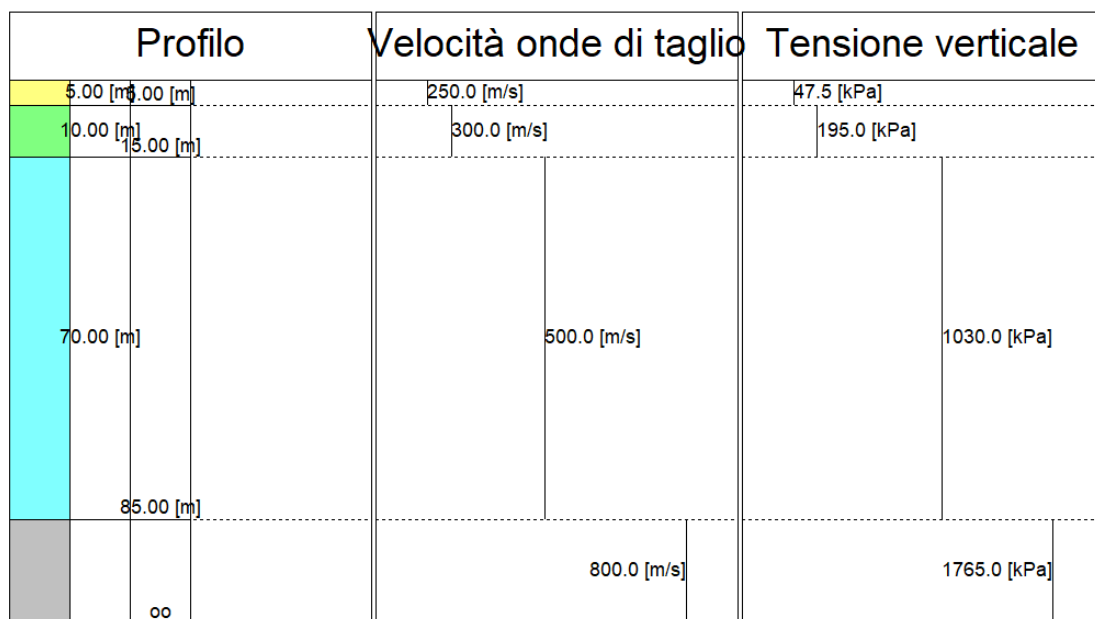 Profilo
Velocità onde di taglio
Tensione verticale
5.00 [m]
5.00 [m]
250.0 [m/s]
47.5 [kPa]
10.00 [m]
300.0 [m/s]
195.0 [kPa]
15.00 [m]
70.00 [m]
500.0 [m/s]
1030.0 [kPa]
85.00 [m]
800.0 [m/s]
1765.0 [kPa]
oo